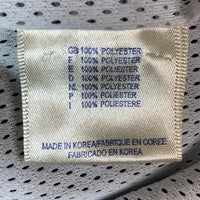 GB 100% POLYESTER
F 100% POLYESTER
E 100% POLIESTER
D 100% POLYESTER
NL 100% POLYESTER
P 100% POLIESTER
I 100% POLIESTERE
MADE IN KOREA/FABRIQUE EN COREE
FABRICADO EN KOREA